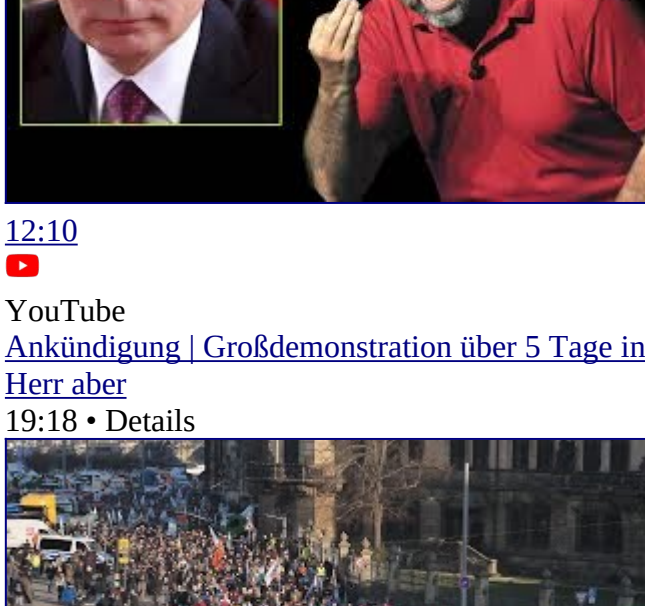 12:10
YouTube
Ankündigung | Großdemonstration über 5 Tage in
Herr aber
19:18 • Details